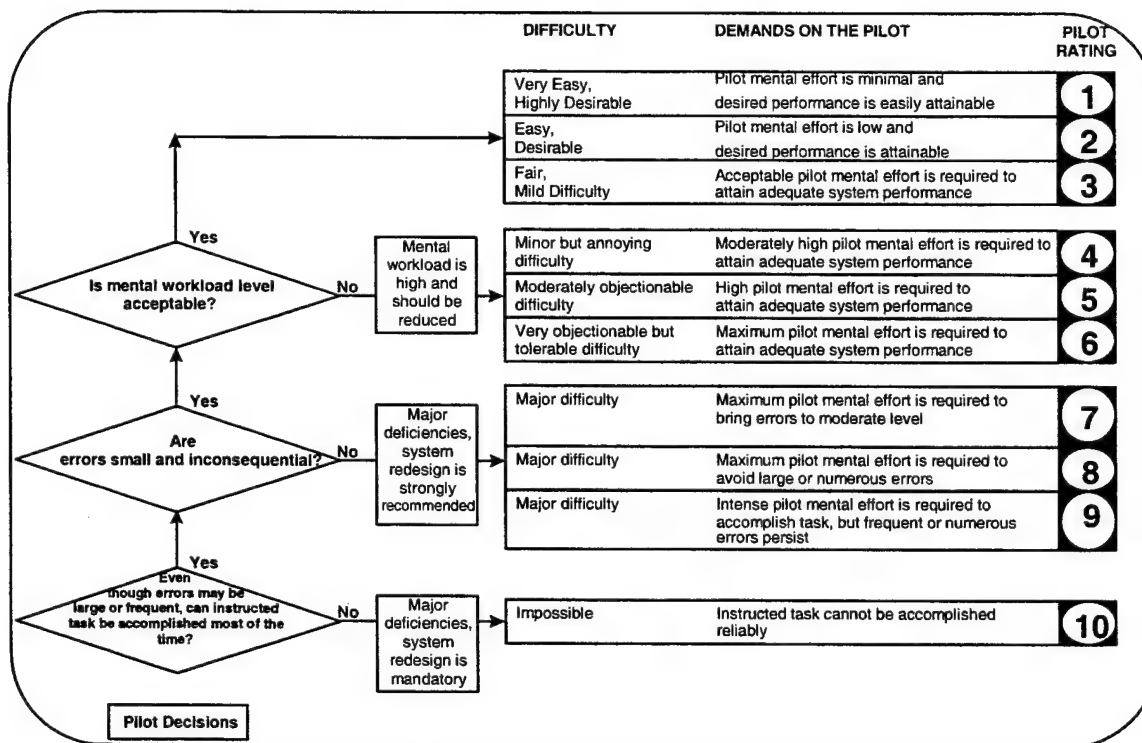 DIFFICULTY
DEMANDS ON THE PILOT
PILOT
RATING
Very Easy,
Highly Desirable
Pilot mental effort is minimal and
desired performance is easily attainable
1
Easy,
Desirable
Pilot mental effort is low and
desired performance is attainable
2
Fair,
Mild Difficulty
Acceptable pilot mental effort is required to
attain adequate system performance
3
Yes
Is mental workload level
acceptable?
No
Mental
workload is
high and
should be
reduced
Minor but annoying
difficulty
Moderately high pilot mental effort is required to
attain adequate system performance
4
Moderately objectionable
difficulty
High pilot mental effort is required to
attain adequate system performance
5
Very objectionable but
tolerable difficulty
Maximum pilot mental effort is required to
attain adequate system performance
6
Yes
Are
errors small and inconsequential?
No
Major
deficiencies,
system
redesign is
strongly
recommended
Major difficulty
Maximum pilot mental effort is required to
bring errors to moderate level
7
Major difficulty
Maximum pilot mental effort is required to
avoid large or numerous errors
8
Major difficulty
Intense pilot mental effort is required to
accomplish task, but frequent or numerous
errors persist
9
Yes
Even
though errors may be
large or frequent, can instructed
task be accomplished most of the
time?
No
Major
deficiencies,
system
redesign is
mandatory
Impossible
Instructed task cannot be accomplished
reliably
10
Pilot Decisions